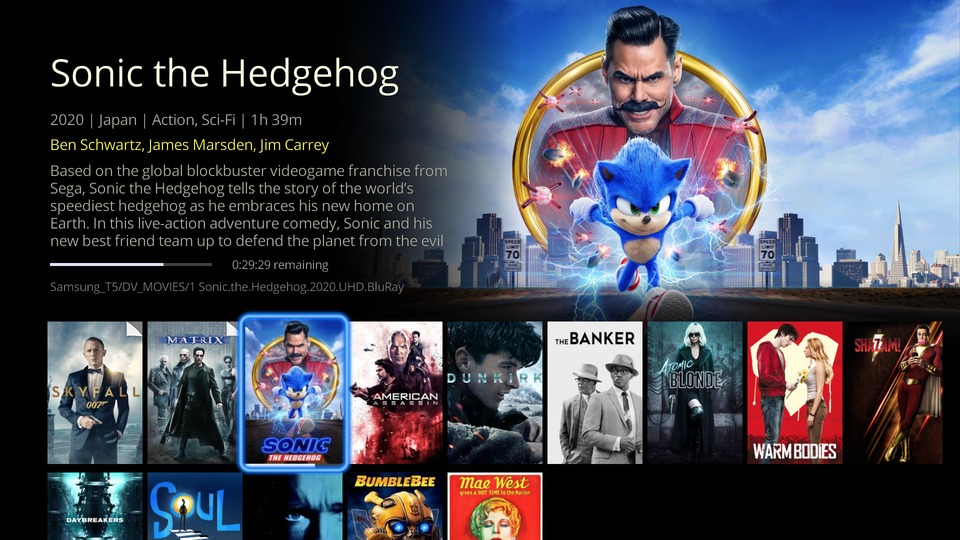 Sonic the Hedgehog
2020 | Japan | Action, Sci-Fi | 1h 39m
Ben Schwartz, James Marsden, Jim Carrey
Based on the global blockbuster videogame franchise from
Sega, Sonic the Hedgehog tells the story of the world's
speediest hedgehog as he embraces his new home on
Earth. In this live-action adventure comedy, Sonic and his
new best friend team up to defend the planet from the evil
0:29:29 remaining
Samsung_T5/DV_MOVIES/1 Sonic.the.Hedgehog.2020.UHD.BluRay
SPEED
LIMIT
70
SPEED
LIMIT
70
SKYFALL
007
MATRIX
SONIC
THE HEDGEHOG
AMERICAN
ASSASSIN
DUNKIRK
THE BANKER
ATOMIC
BLONDE
WARM BODIES
SHAZAM!
DAYBREAKERS
SOUL
BUMBLEBEE
Mae West
gives a HOT TIME to the Nation